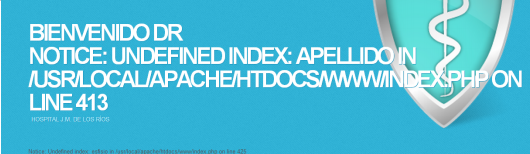 BIENVENIDO DR
NOTICE: UNDEFINED INDEX: APELLIDO IN
/USR/LOCAL/APACHE/HTDOCS/WWW/INDEX.PHP ON
LINE 413
HOSPITAL J.M. DE LOS RIOS
Notice: Undefined index: esfijo in /usr/local/apache/htdocs/www/index.php on line 425